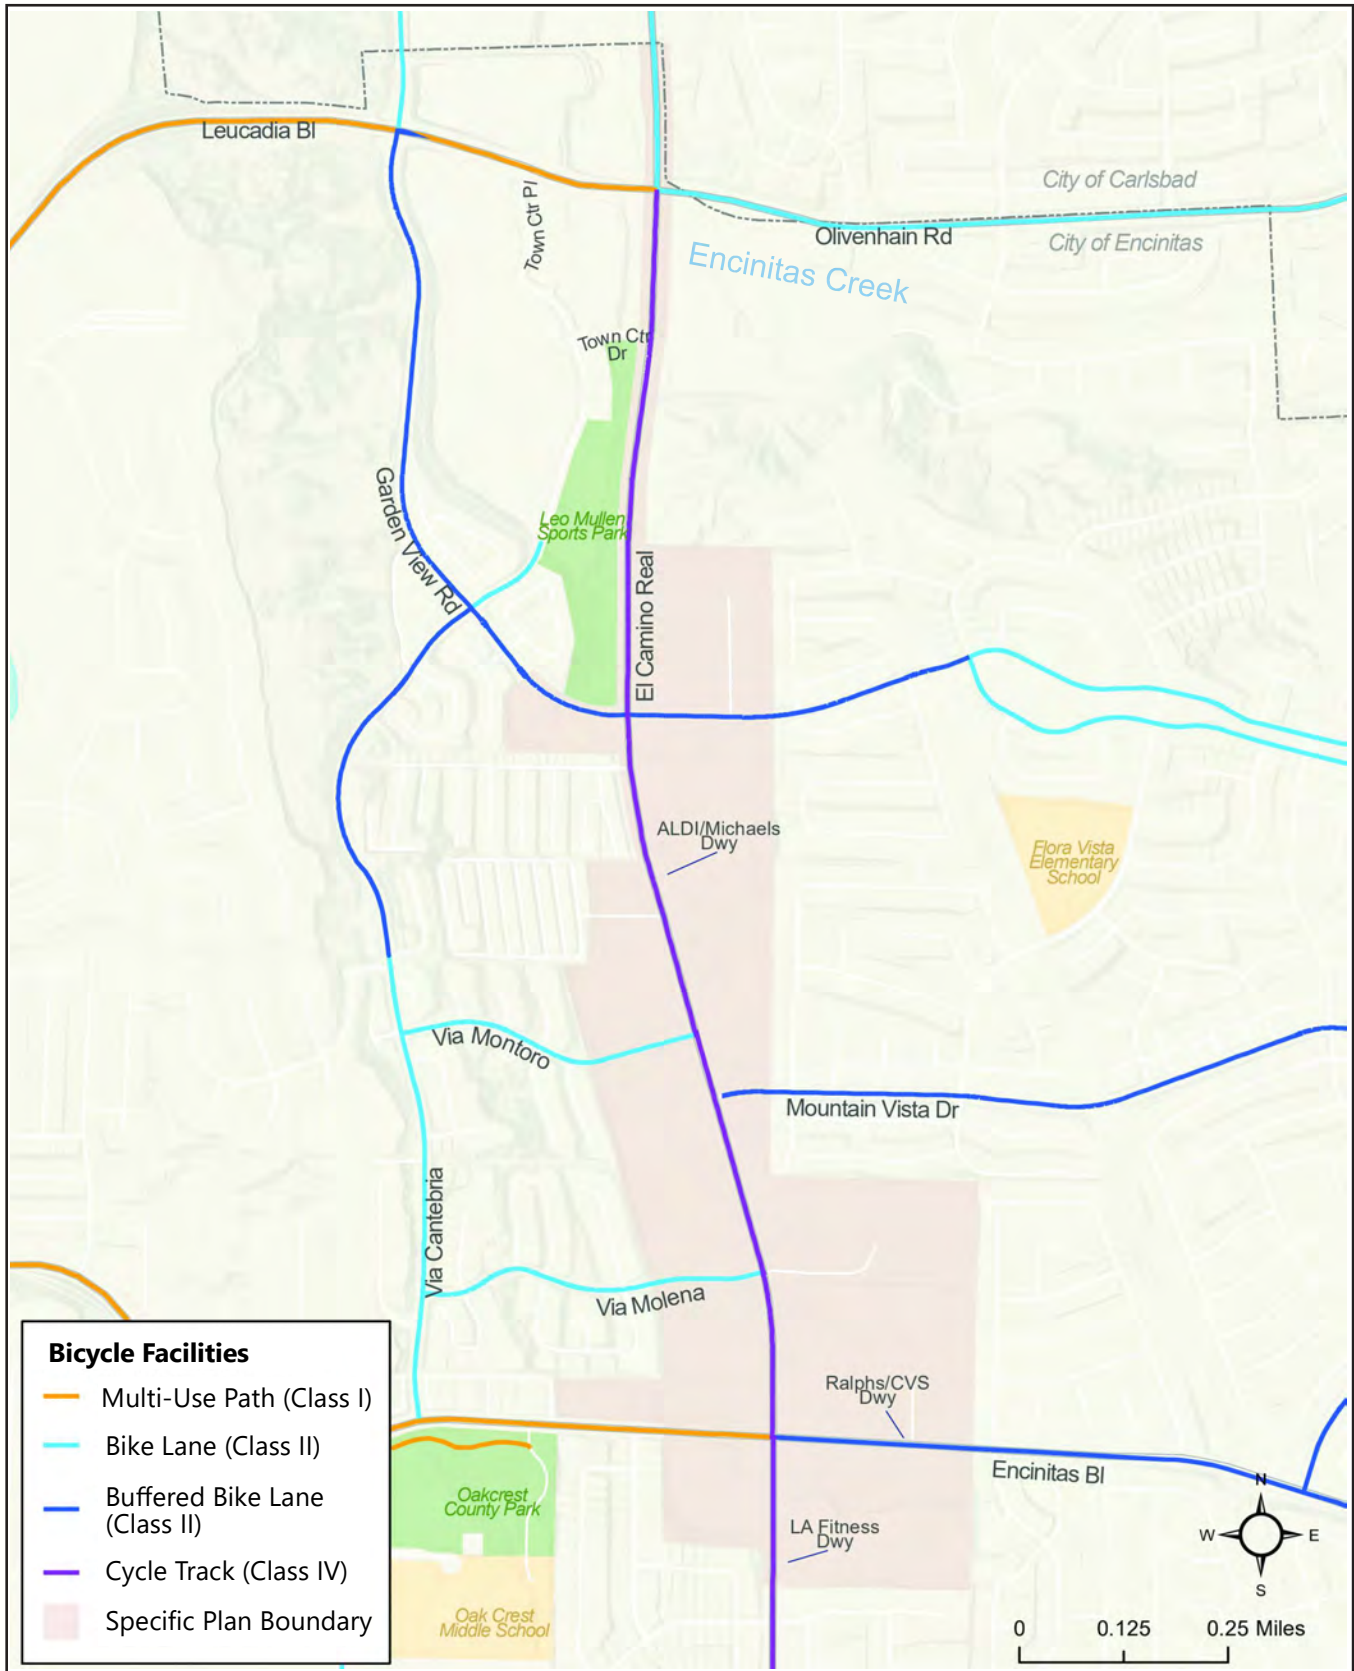 Leucadia Bl
City of Carlsbad
Town Ctr Pl
Olivenhain Rd
City of Encinitas
Encinitas Creek
Town Ctr
Dr
Garden View Rd
Leo Mullen
Sports Park
El Camino Real
ALDI/Michaels
Dwy
Flora Vista
Elementary
School
Via Montoro
Mountain Vista Dr
Via Cantebria
Via Molena
Ralphs/CVS
Dwy
Encinitas Bl
Oakcrest
County Park
LA Fitness
Dwy
Oak Crest
Middle School
Bicycle Facilities
Multi-Use Path (Class I)
Bike Lane (Class II)
Buffered Bike Lane
(Class II)
Cycle Track (Class IV)
Specific Plan Boundary
N
W E
S
0 0.125 0.25 Miles